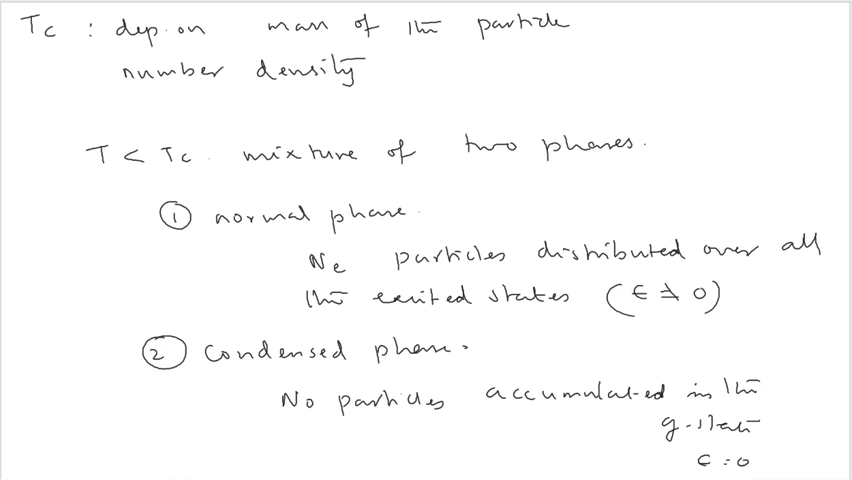 Tc : dep. on mass of the particle
number density
T < Tc. mixture of two phases.
① normal phase.
Ne particles distributed over all
the excited states (ϵ ≠ 0)
② Condensed phase.
No particles accumulated in the
g. state
ϵ = 0